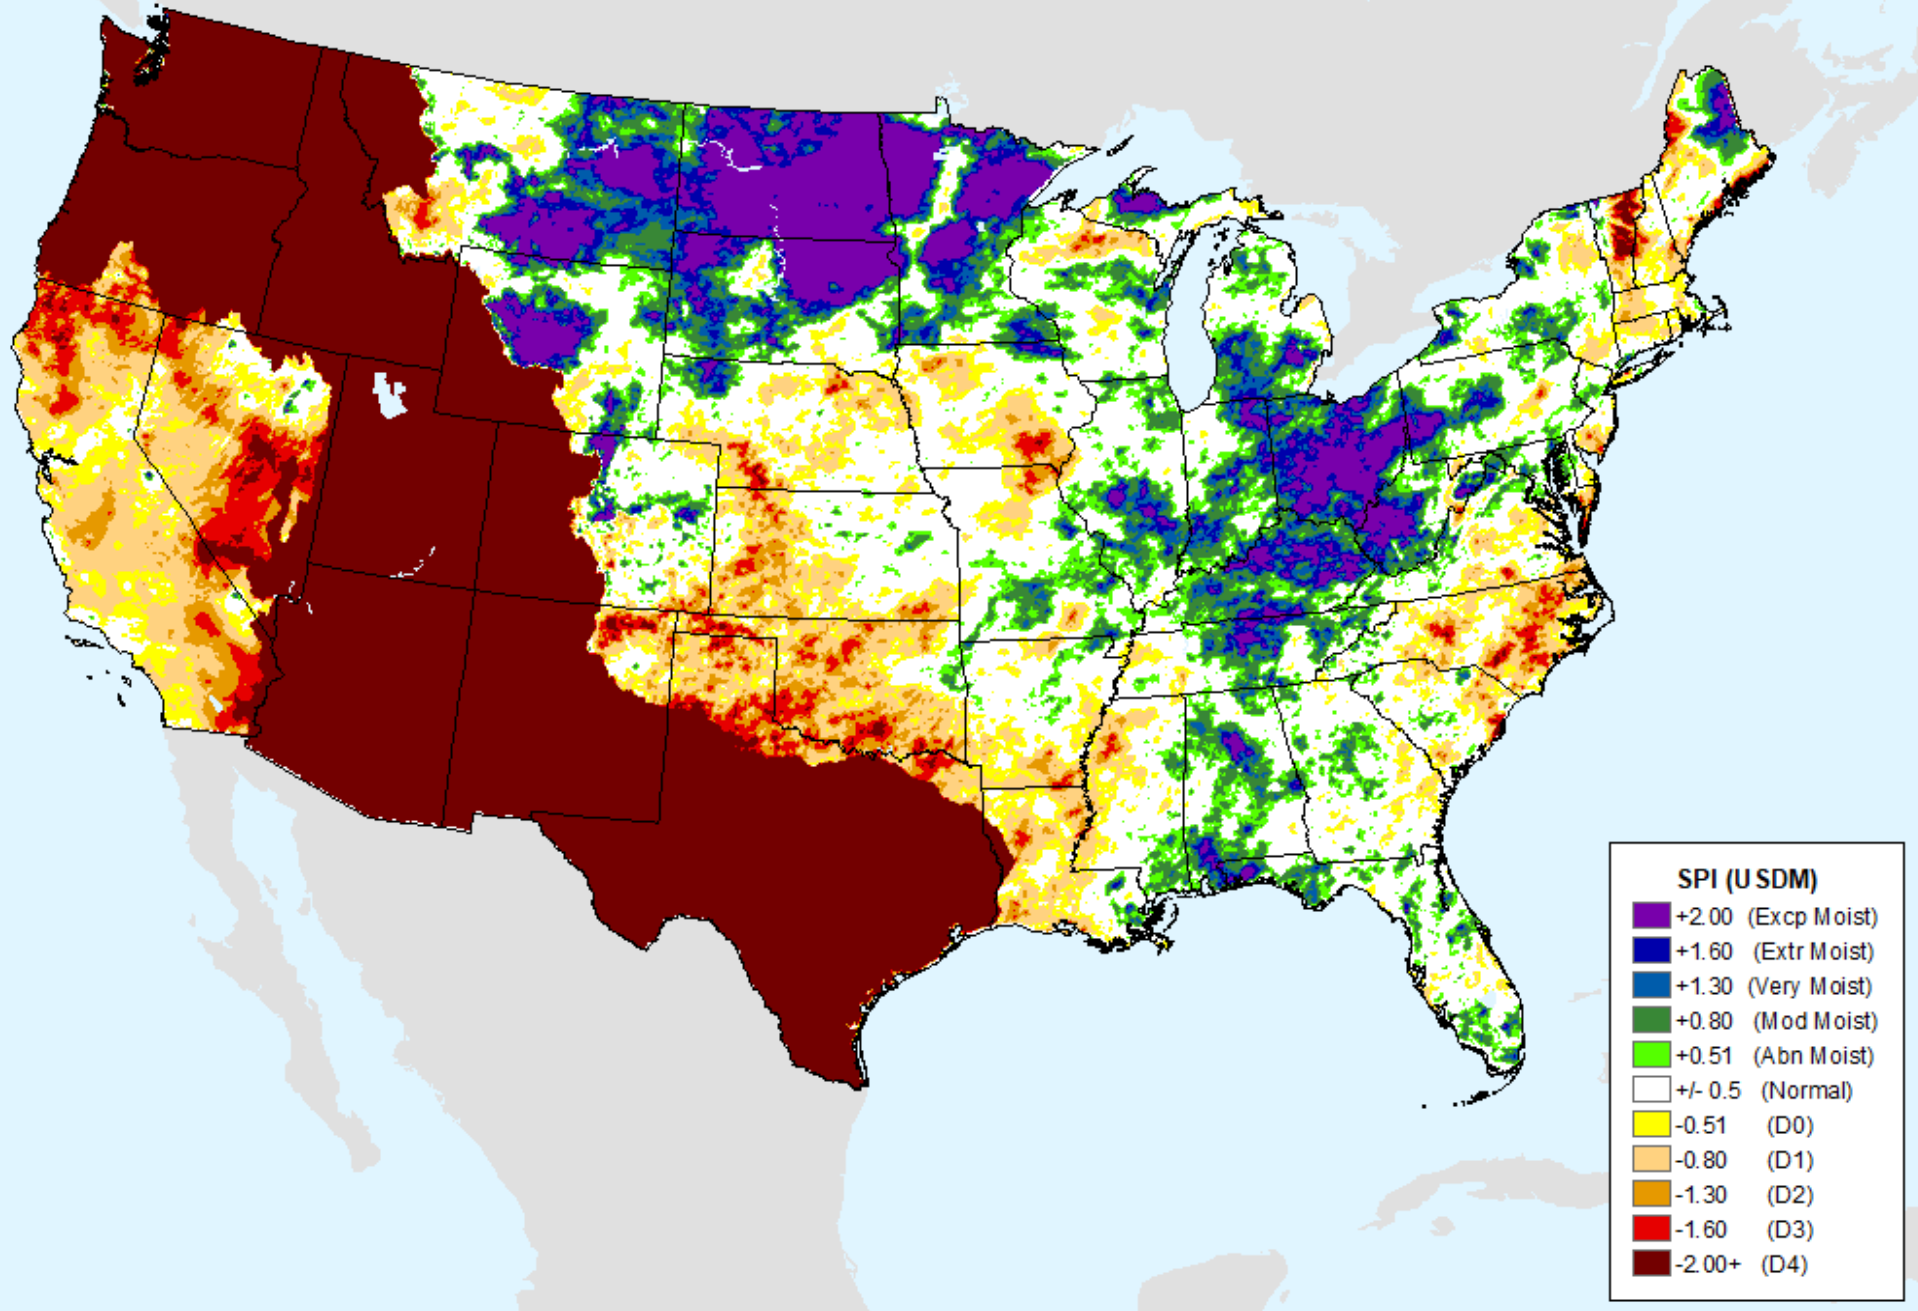 SPI (USDM)
+2.00 (Excp Moist)
+1.60 (Extr Moist)
+1.30 (Very Moist)
+0.80 (Mod Moist)
+0.51 (Abn Moist)
+/- 0.5 (Normal)
-0.51 (D0)
-0.80 (D1)
-1.30 (D2)
-1.60 (D3)
-2.00+ (D4)